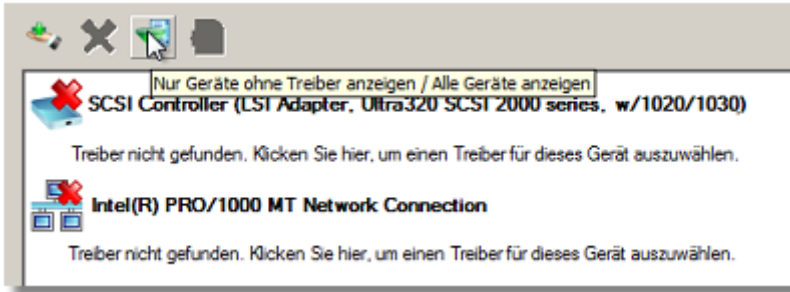 Nur Geräte ohne Treiber anzeigen / Alle Geräte anzeigen
SCSI Controller (LSI Adapter, Ultra320 SCSI 2000 series, w/1020/1030)
Treiber nicht gefunden. Klicken Sie hier, um einen Treiber für dieses Gerät auszuwählen.
Intel(R) PRO/1000 MT Network Connection
Treiber nicht gefunden. Klicken Sie hier, um einen Treiber für dieses Gerät auszuwählen.